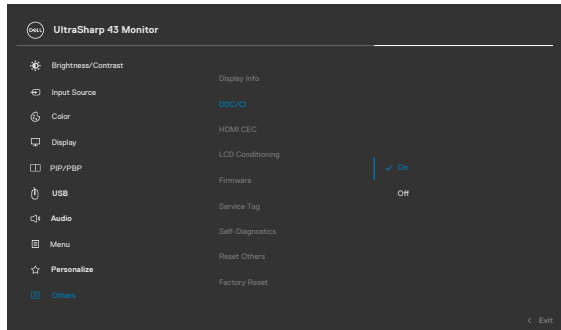 DELL UltraSharp 43 Monitor
Brightness/Contrast
Input Source
Color
Display
PIP/PBP
USB
Audio
Menu
Personalize
Others
Display Info
DDC/CI
HDMI CEC
LCD Conditioning
Firmware
Service Tag
Self-Diagnostics
Reset Others
Factory Reset
On
Off
Exit